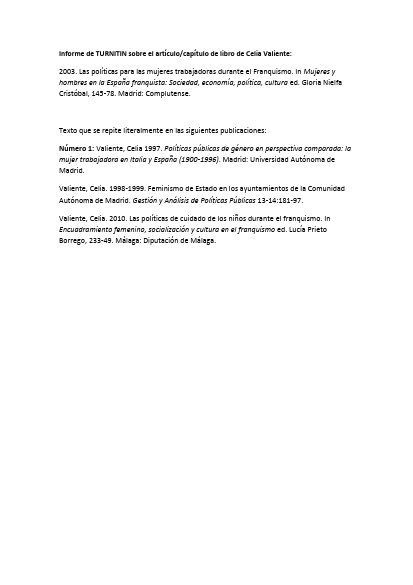 Informe de TURNITIN sobre el artículo/capítulo de libro de Celia Valiente:
2003. Las políticas para las mujeres trabajadoras durante el Franquismo. In Mujeres y
hombres en la España franquista: Sociedad, economía, política, cultura ed. Gloria Nielfa
Cristóbal, 145-78. Madrid: Complutense.
Texto que se repite literalmente en las siguientes publicaciones:
Número 1: Valiente, Celia 1997. Políticas públicas de género en perspectiva comparada: la
mujer trabajadora en Italia y España (1900-1996). Madrid: Universidad Autónoma de
Madrid.
Valiente, Celia. 1998-1999. Feminismo de Estado en los ayuntamientos de la Comunidad
Autónoma de Madrid. Gestión y Análisis de Políticas Públicas 13-14:181-97.
Valiente, Celia. 2010. Las políticas de cuidado de los niños durante el franquismo. In
Encuadramiento femenino, socialización y cultura en el franquismo ed. Lucía Prieto
Borrego, 233-49. Málaga: Diputación de Málaga.